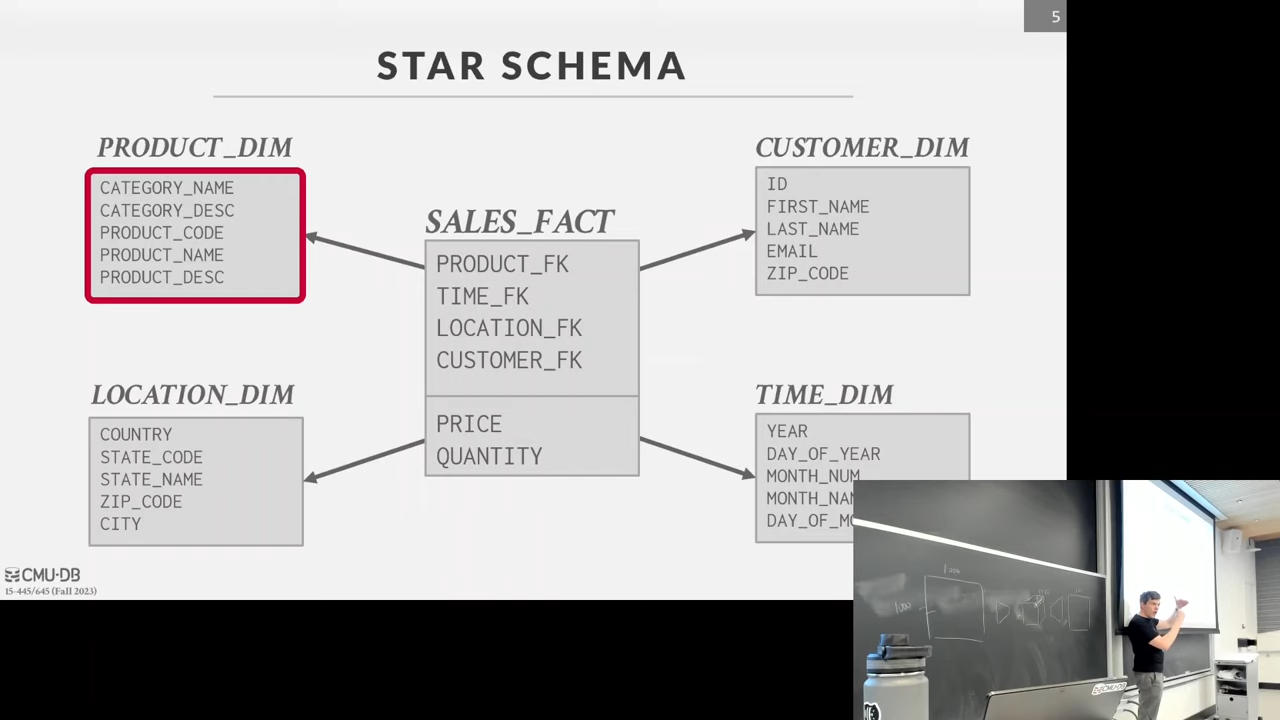 5
STAR SCHEMA
PRODUCT_DIM
CATEGORY_NAME
CATEGORY_DESC
PRODUCT_CODE
PRODUCT_NAME
PRODUCT_DESC
SALES_FACT
PRODUCT_FK
TIME_FK
LOCATION_FK
CUSTOMER_FK
PRICE
QUANTITY
CUSTOMER_DIM
ID
FIRST_NAME
LAST_NAME
EMAIL
ZIP_CODE
LOCATION_DIM
COUNTRY
STATE_CODE
STATE_NAME
ZIP_CODE
CITY
TIME_DIM
YEAR
DAY_OF_YEAR
MONTH_NUM
CMU·DB
15-445/645 (Fall 2023)
CMU·DB